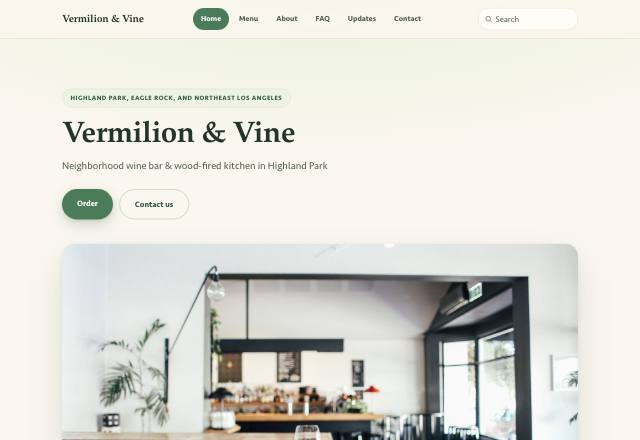 Vermilion & Vine
Home
Menu
About
FAQ
Updates
Contact
Search
HIGHLAND PARK, EAGLE ROCK, AND NORTHEAST LOS ANGELES
Vermilion & Vine
Neighborhood wine bar & wood-fired kitchen in Highland Park
Order
Contact us